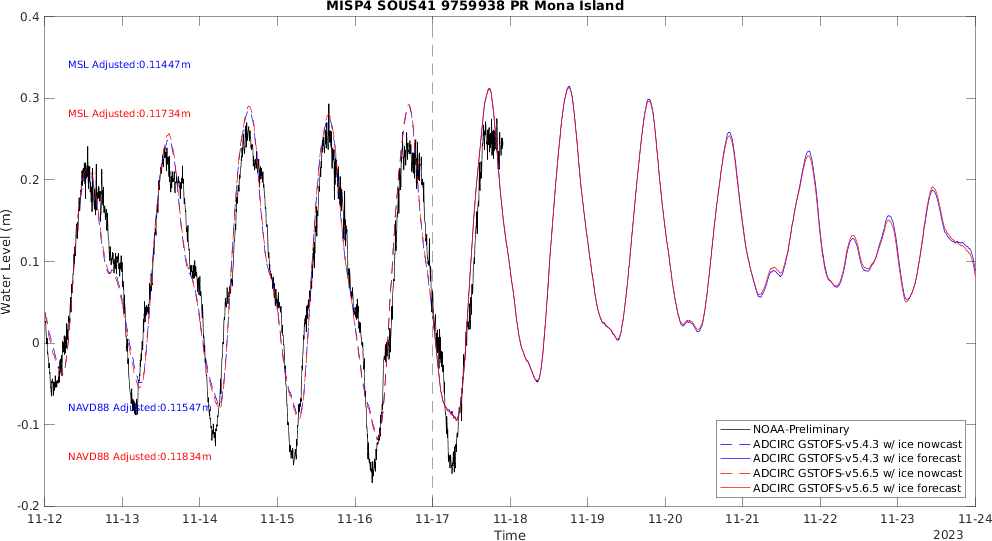 MISP4 SOUS41 9759938 PR Mona Island
0.4
0.3
0.2
0.1
0
-0.1
-0.2
Water Level (m)
MSL Adjusted:0.11447m
MSL Adjusted:0.11734m
NAVD88 Adjusted:0.11547m
NAVD88 Adjusted:0.11834m
NOAA-Preliminary
ADCIRC GSTOFS-v5.4.3 w/ ice nowcast
ADCIRC GSTOFS-v5.4.3 w/ ice forecast
ADCIRC GSTOFS-v5.6.5 w/ ice nowcast
ADCIRC GSTOFS-v5.6.5 w/ ice forecast
11-12 11-13 11-14 11-15 11-16 11-17 11-18 11-19 11-20 11-21 11-22 11-23 11-24
Time
2023